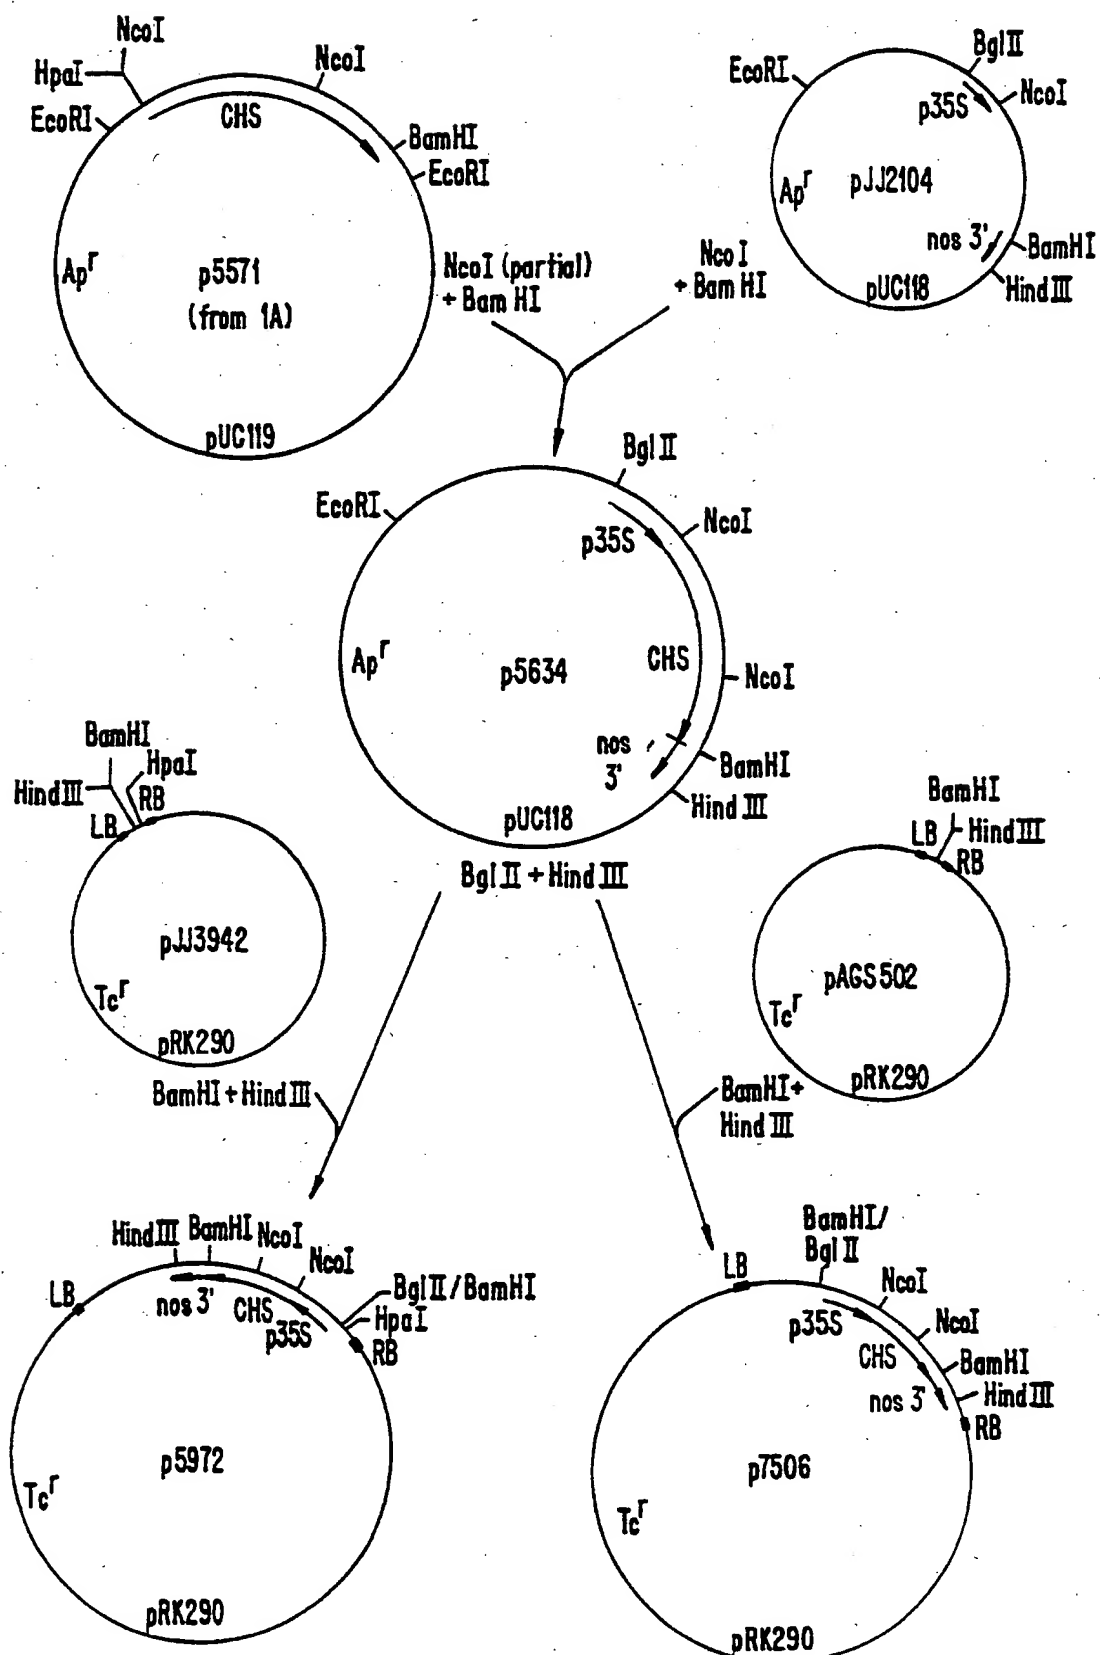 NcoI
HpaI
EcoRI
NcoI
CHS
BamHI
EcoRI
Apr
p5571
(from 1A)
pUC119
EcoRI
BglII
p35S
NcoI
Apr
pJJ2104
nos 3'
BamHI
HindIII
pUC118
NcoI (partial)
+ Bam HI
Nco I
+ Bam HI
BglII
EcoRI
NcoI
p35S
Apr
p5634
CHS
NcoI
nos
3'
BamHI
Hind III
pUC118
BamHI
HpaI
HindIII
RB
LB
pJJ3942
Tcr
pRK290
BglII + HindIII
BamHI
LB
HindIII
RB
pAGS502
Tcr
pRK290
BamHI + HindIII
BamHI+
HindIII
HindIII
BamHI
NcoI
NcoI
BglII/BamHI
HpaI
RB
LB
nos 3'
CHS
p35S
p5972
Tcr
pRK290
BamHI/
BglII
LB
NcoI
NcoI
p35S
CHS
BamHI
nos 3'
HindIII
RB
p7506
Tcr
pRK290